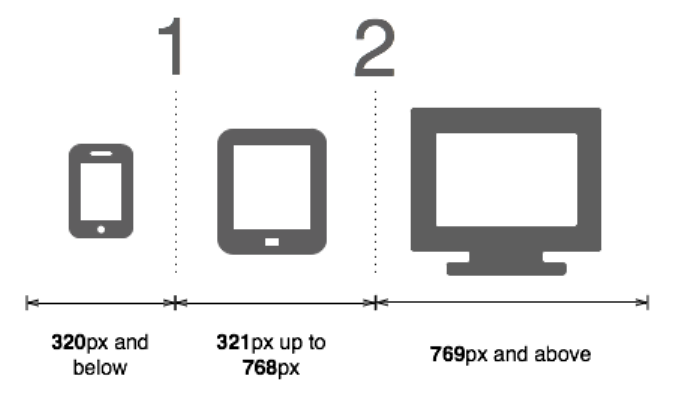 1
2
320px and
below
321px up to
768px
769px and above